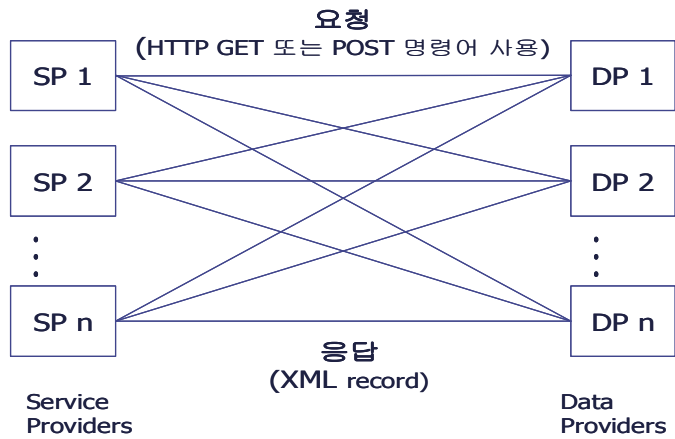 요청
(HTTP GET 또는 POST 명령어 사용)
SP 1
DP 1
SP 2
DP 2
SP n
DP n
응답
(XML record)
Service
Providers
Data
Providers